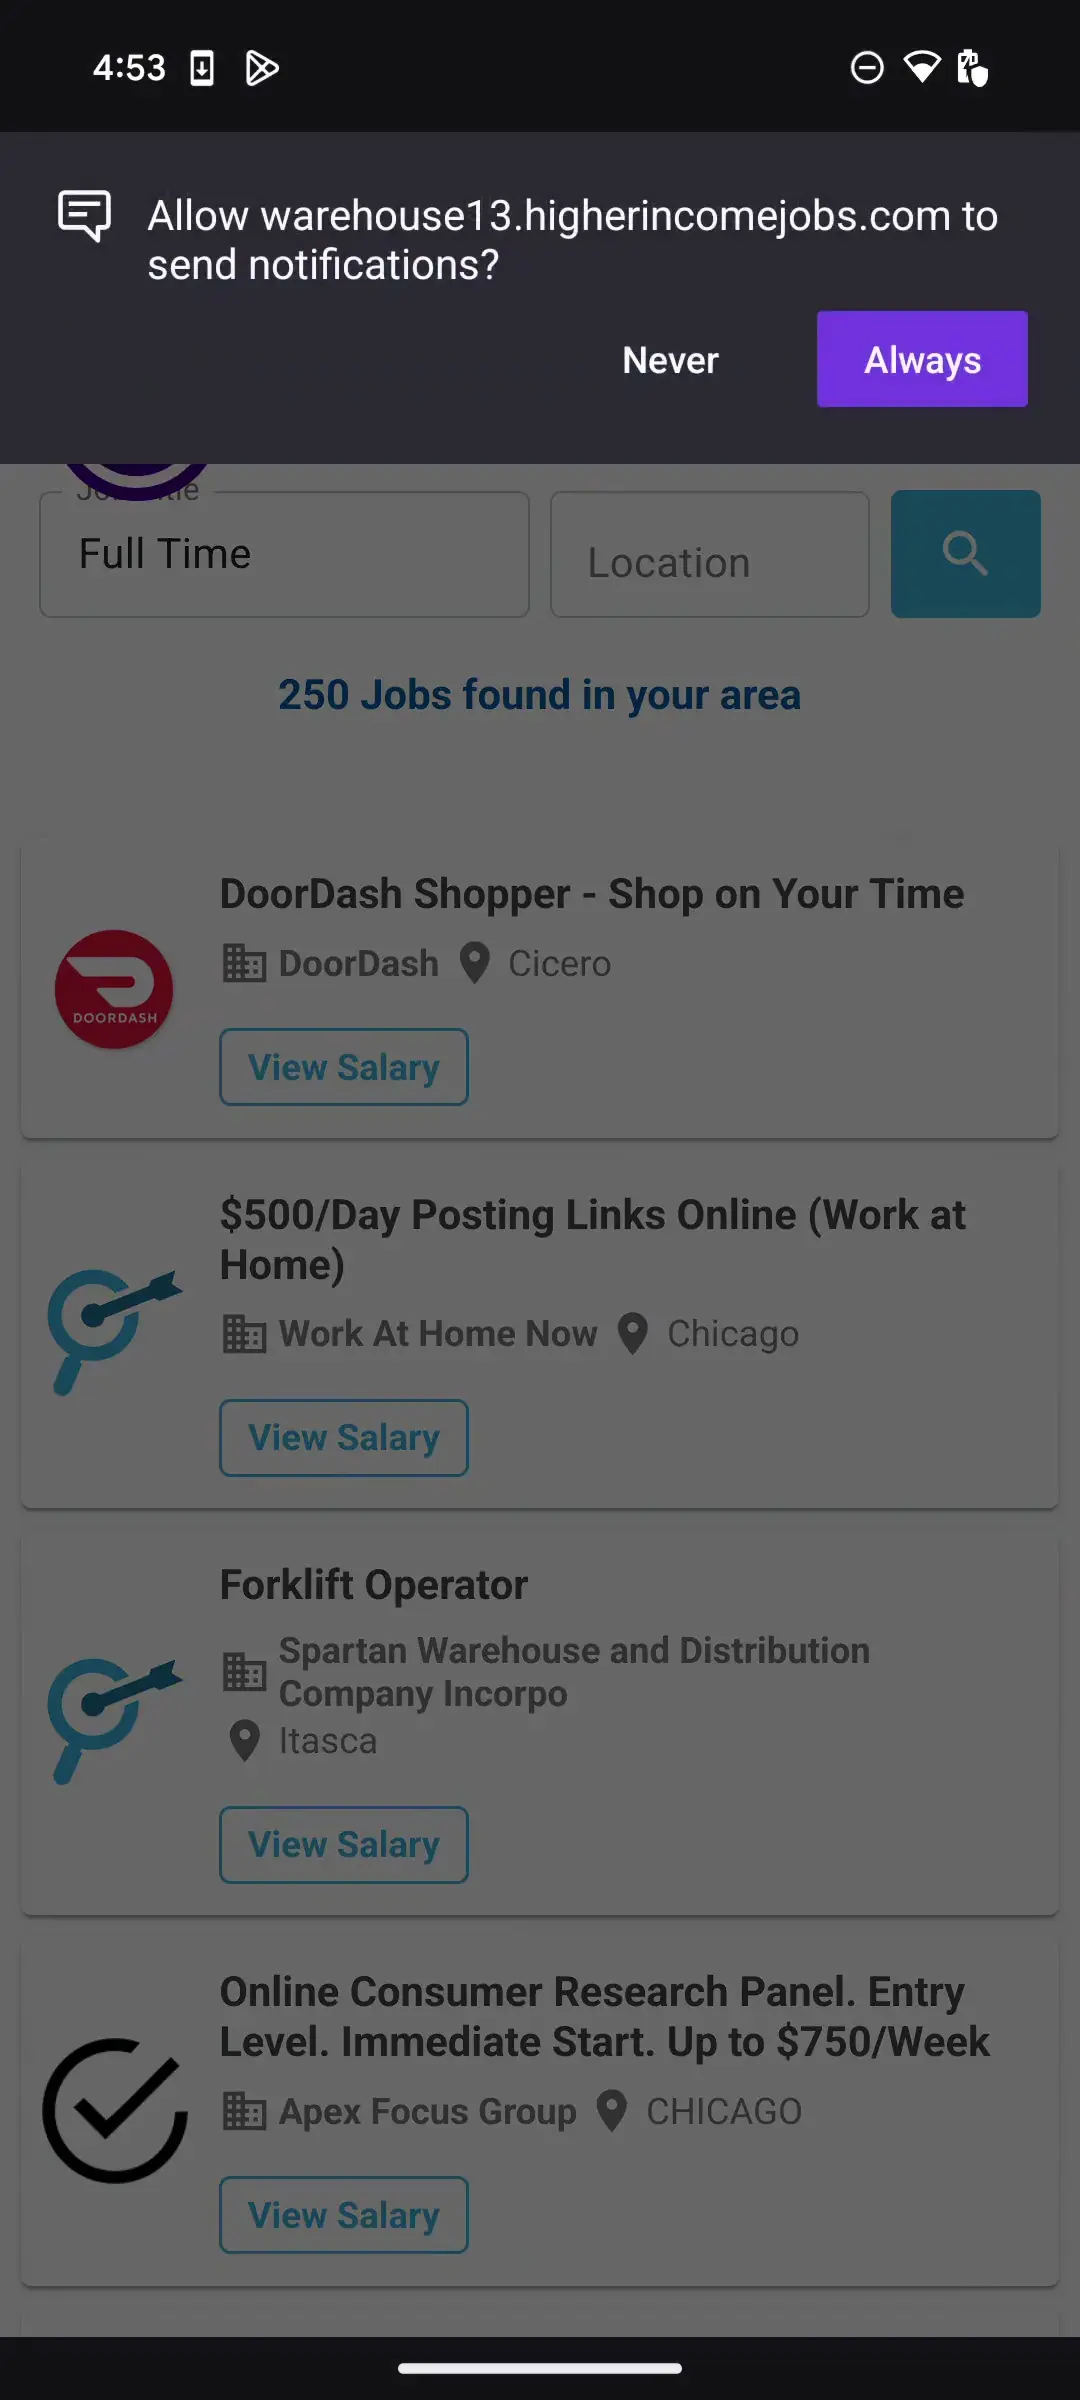 4:53
Allow warehouse13.higherincomejobs.com to
send notifications?
Never
Always
Full Time
Location
250 Jobs found in your area
DoorDash Shopper - Shop on Your Time
DoorDash
Cicero
DOORDASH
View Salary
$500/Day Posting Links Online (Work at
Home)
Work At Home Now
Chicago
View Salary
Forklift Operator
Spartan Warehouse and Distribution
Company Incorpo
Itasca
View Salary
Online Consumer Research Panel. Entry
Level. Immediate Start. Up to $750/Week
Apex Focus Group
CHICAGO
View Salary